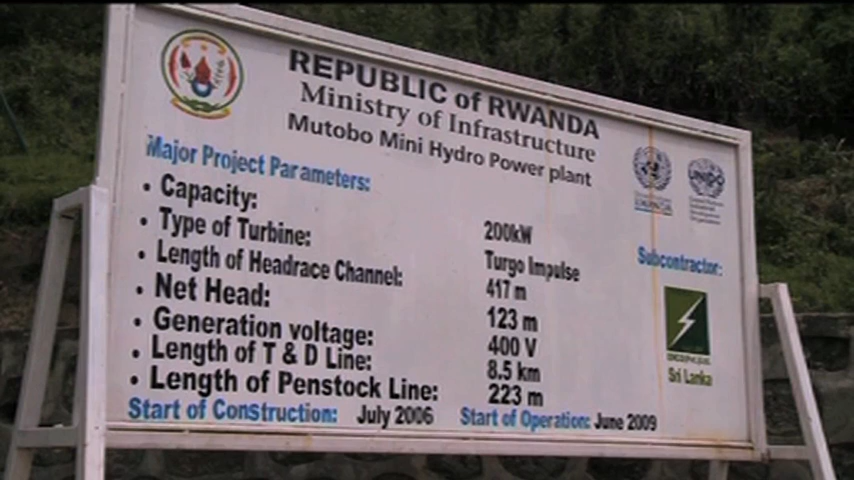 REPUBLIC of RWANDA
Ministry of Infrastructure
Mutobo Mini Hydro Power plant
UNIDO
Major Project Parameters:
• Capacity: 200kW
• Type of Turbine: Turgo Impulse
• Length of Headrace Channel: 417 m
• Net Head: 123 m
• Generation voltage: 400 V
• Length of T & D Line: 8.5 km
• Length of Penstock Line: 223 m
Subcontractor:
Sri Lanka
Start of Construction: July 2006 Start of Operation: June 2009